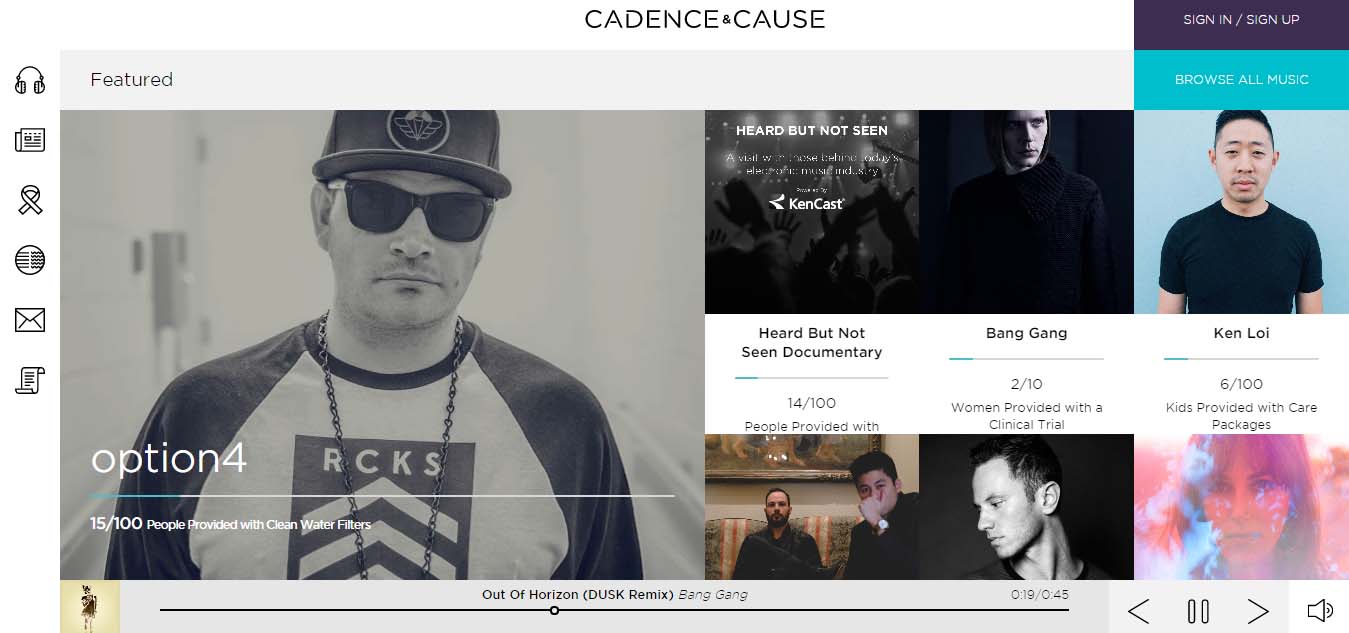 CADENCE&CAUSE
SIGN IN / SIGN UP
Featured
BROWSE ALL MUSIC
HEARD BUT NOT SEEN
A visit with those behind today's
electronic music industry
Powered By
KenCast
RCKS
option4
15/100 People Provided with Clean Water Filters
Heard But Not
Seen Documentary
14/100
People Provided with
Bang Gang
2/10
Women Provided with a
Clinical Trial
Ken Loi
6/100
Kids Provided with Care
Packages
Out Of Horizon (DUSK Remix) Bang Gang
0:19/0:45